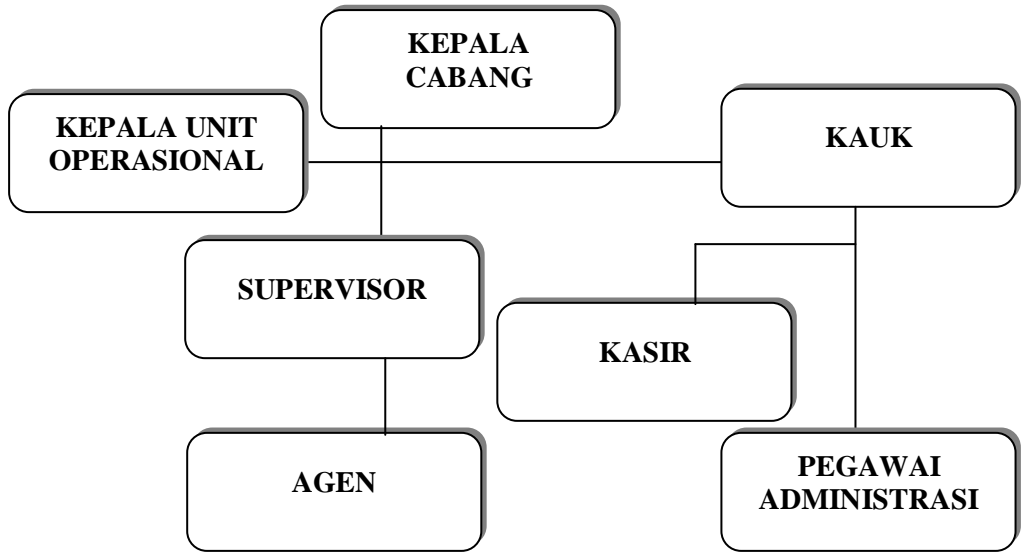 KEPALA
CABANG
KEPALA UNIT
OPERASIONAL
KAUK
SUPERVISOR
KASIR
AGEN
PEGAWAI
ADMINISTRASI